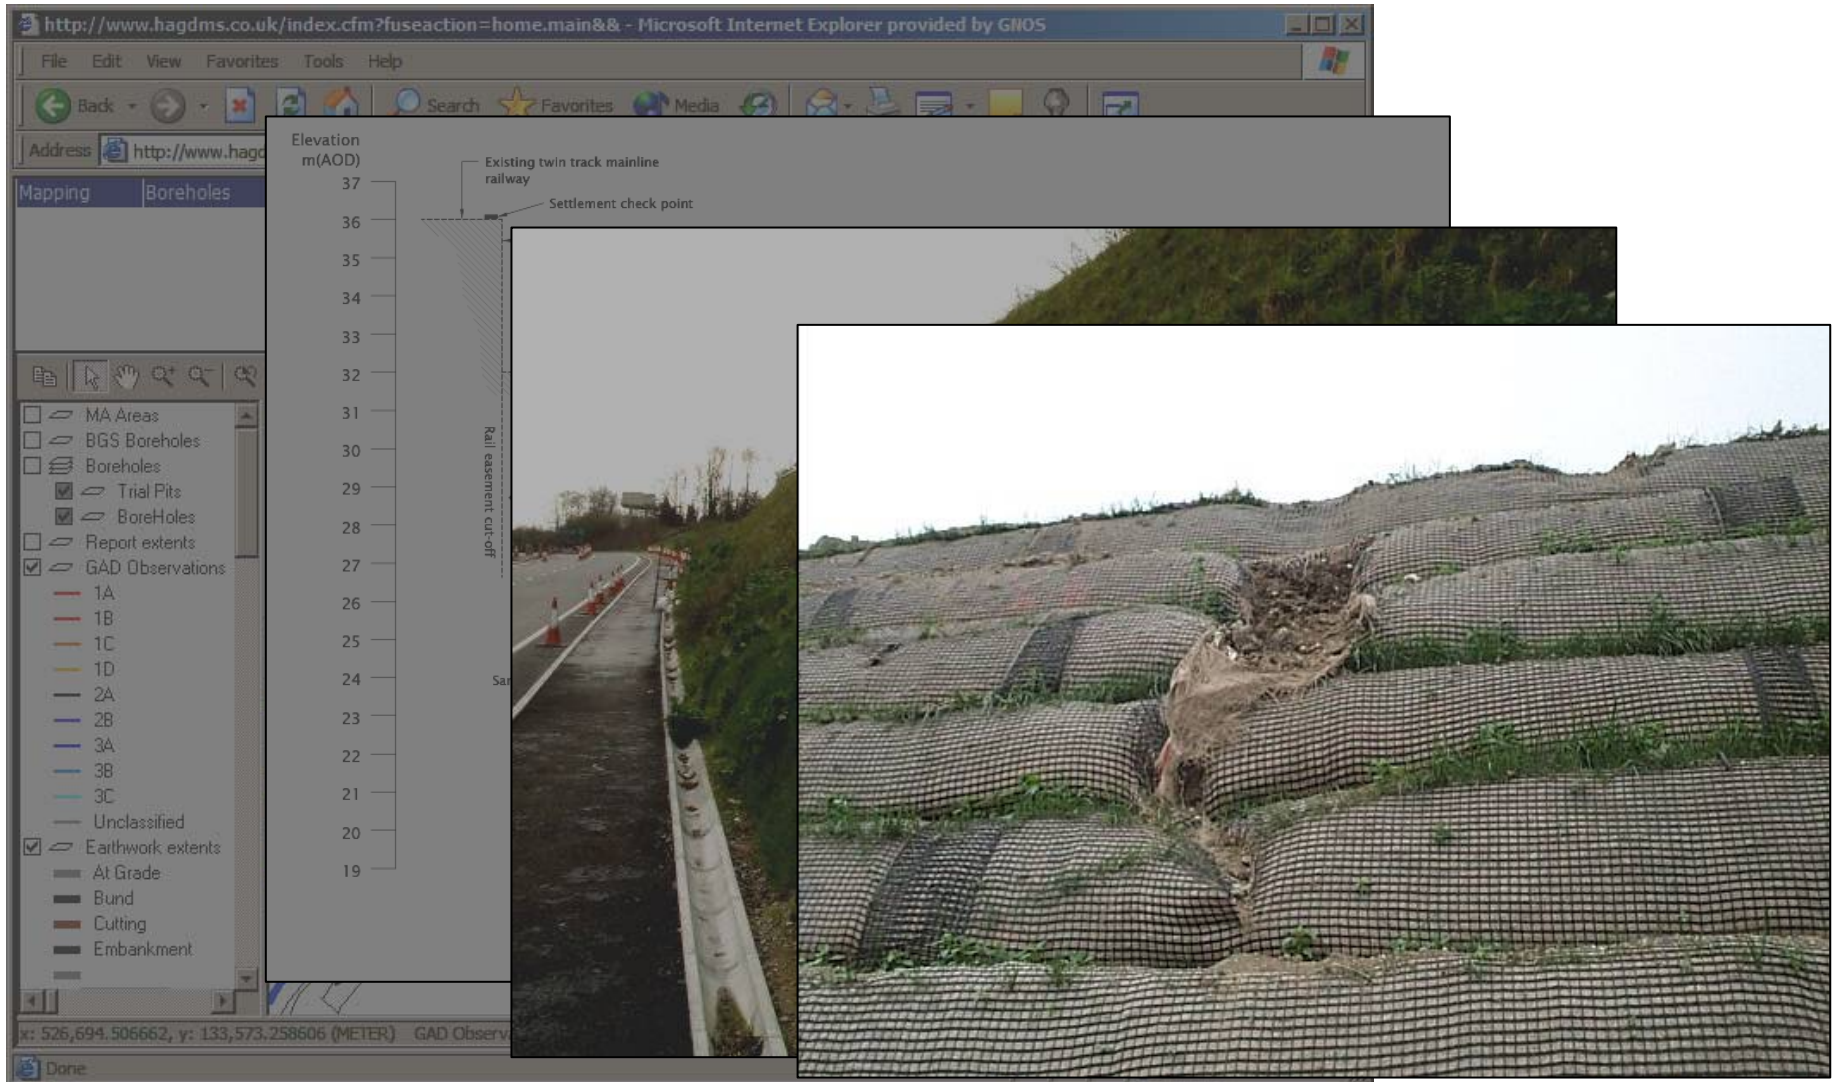 http://www.hagdms.co.uk/index.cfm?fuseaction=home.main&& - Microsoft Internet Explorer provided by GNOS
File Edit View Favorites Tools Help
Back Search Favorites Media
Address http://www.hagd
Mapping Boreholes
MA Areas
BGS Boreholes
Boreholes
Trial Pits
BoreHoles
Report extents
GAD Observations
1A
1B
1C
1D
2A
2B
3A
3B
3C
Unclassified
Earthwork extents
At Grade
Bund
Cutting
Embankment
x: 526,694.506662, y: 133,573.258606 (METER) GAD Observ
Done
Elevation
m(AOD)
37
36
35
34
33
32
31
30
29
28
27
26
25
24
23
22
21
20
19
Existing twin track mainline
railway
Settlement check point
Rail easement cut-off
Sar